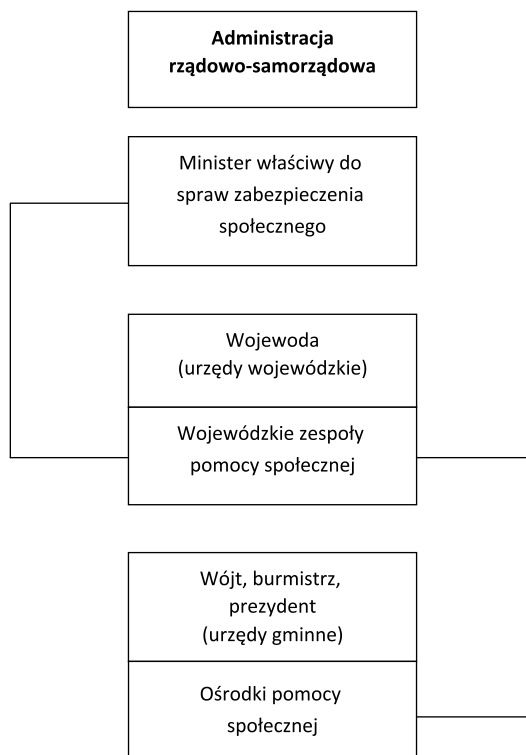 Administracja
rządowo-samorządowa
Minister właściwy do
spraw zabezpieczenia
społecznego
Wojewoda
(urzędy wojewódzkie)
Wojewódzkie zespoły
pomocy społecznej
Wójt, burmistrz,
prezydent
(urzędy gminne)
Ośrodki pomocy
społecznej